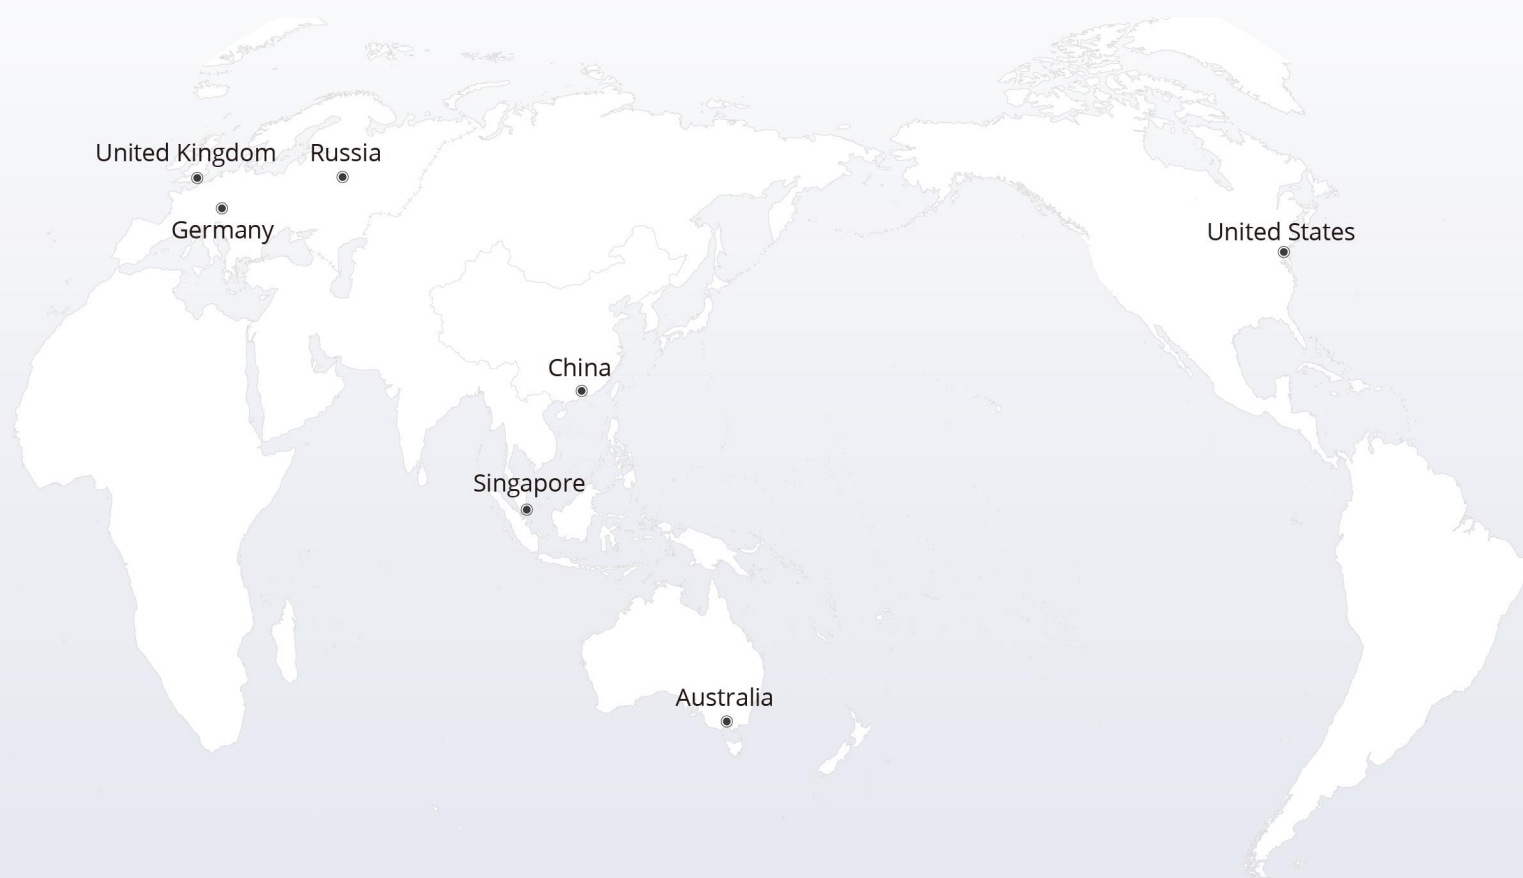 United Kingdom
Russia
Germany
United States
China
Singapore
Australia